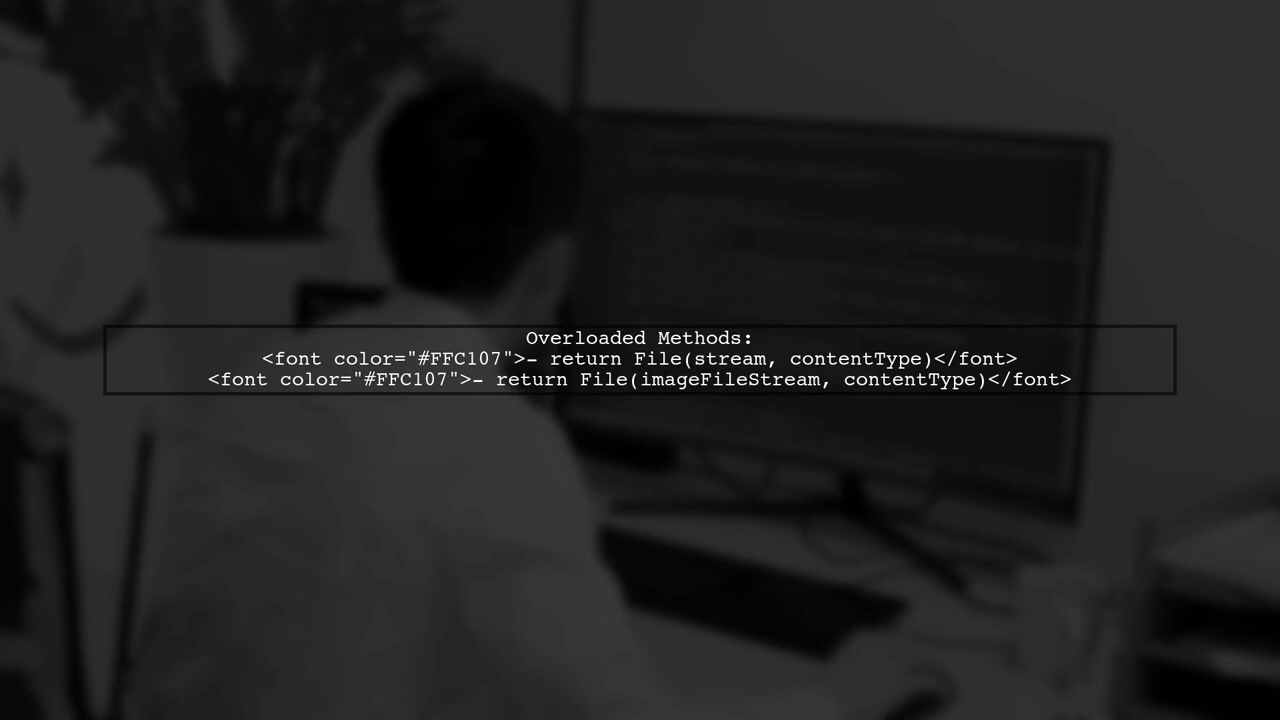 Overloaded Methods:
<font color="#FFC107">– return File(stream, contentType)</font>
<font color="#FFC107">– return File(imageFileStream, contentType)</font>